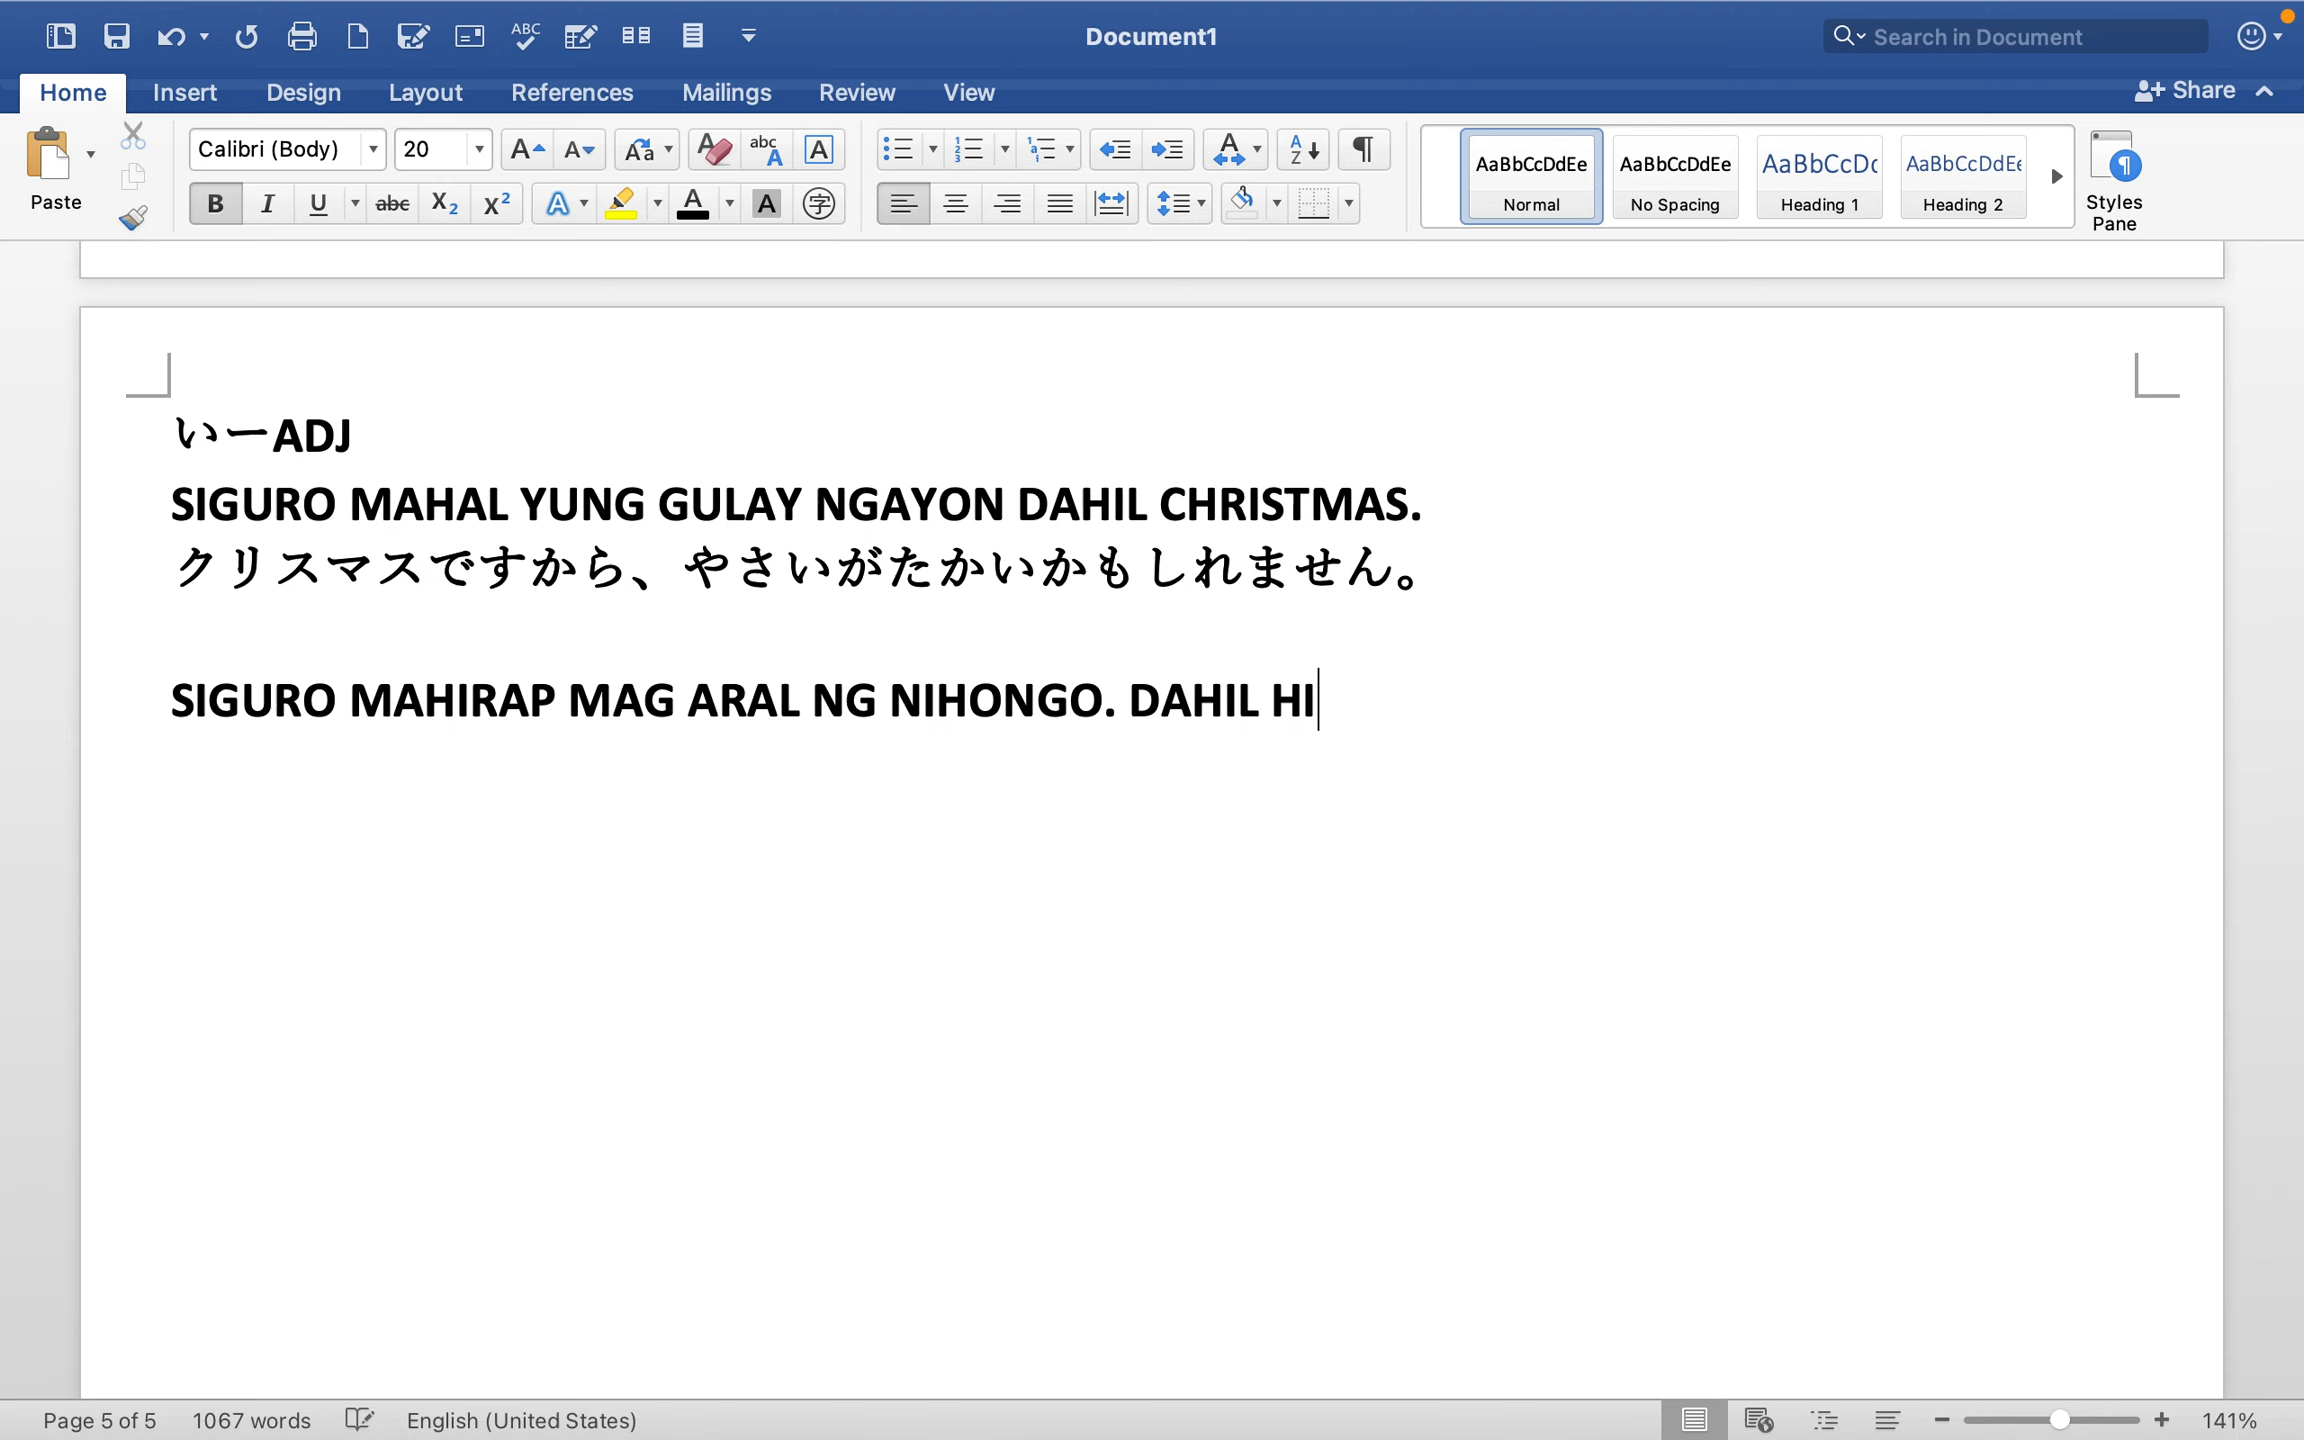 Document1
Search in Document
Home Insert Design Layout References Mailings Review View Share
Paste
Calibri (Body) 20
AaBbCcDdEe AaBbCcDdEe AaBbCcDc AaBbCcDdEe
Normal No Spacing Heading 1 Heading 2
Styles Pane
いーADJ
SIGURO MAHAL YUNG GULAY NGAYON DAHIL CHRISTMAS.
クリスマスですから、やさいがたかいかもしれません。
SIGURO MAHIRAP MAG ARAL NG NIHONGO. DAHIL HI
Page 5 of 5 1067 words English (United States) 141%